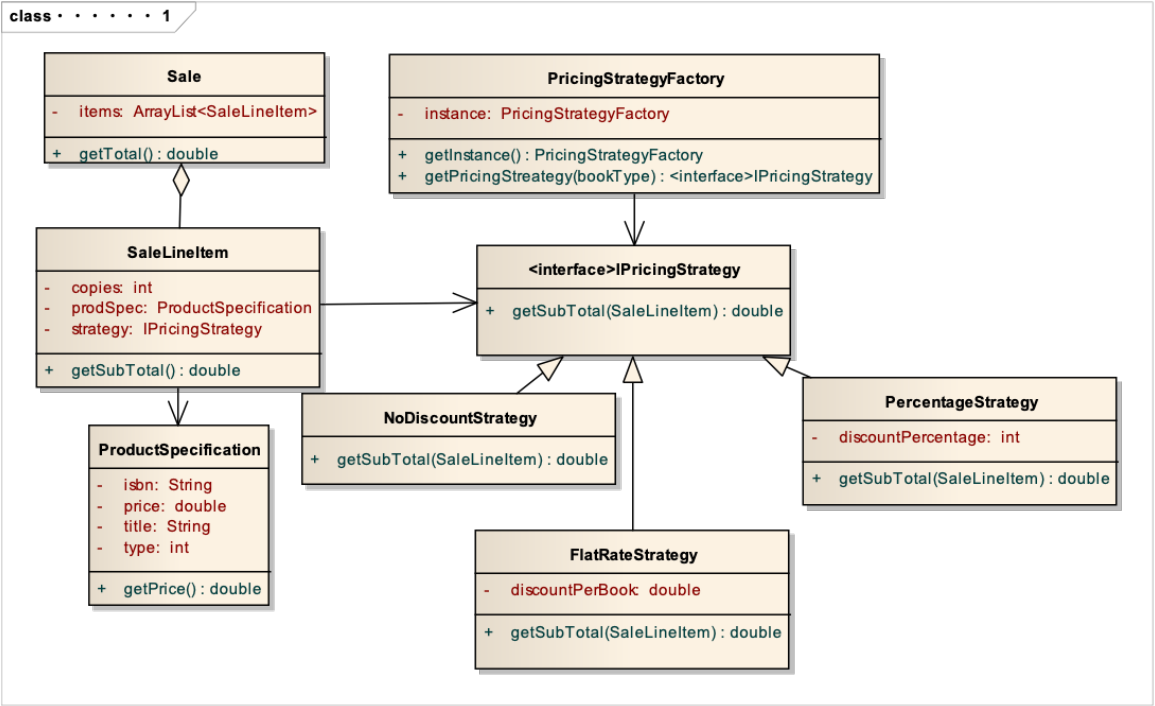 class · · · · · · 1
Sale
- items: ArrayList<SaleLineItem>
+ getTotal() : double
PricingStrategyFactory
- instance: PricingStrategyFactory
+ getInstance() : PricingStrategyFactory
+ getPricingStreategy(bookType) : <interface>IPricingStrategy
SaleLineItem
- copies: int
- prodSpec: ProductSpecification
- strategy: IPricingStrategy
+ getSubTotal() : double
<interface>IPricingStrategy
+ getSubTotal(SaleLineItem) : double
NoDiscountStrategy
+ getSubTotal(SaleLineItem) : double
PercentageStrategy
- discountPercentage: int
+ getSubTotal(SaleLineItem) : double
ProductSpecification
- isbn: String
- price: double
- title: String
- type: int
+ getPrice() : double
FlatRateStrategy
- discountPerBook: double
+ getSubTotal(SaleLineItem) : double